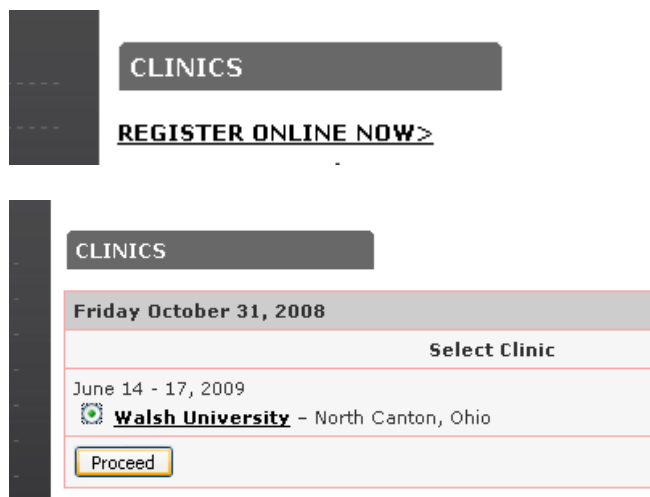 CLINICS
REGISTER ONLINE NOW>
CLINICS
Friday October 31, 2008
Select Clinic
June 14 - 17, 2009
Walsh University – North Canton, Ohio
Proceed